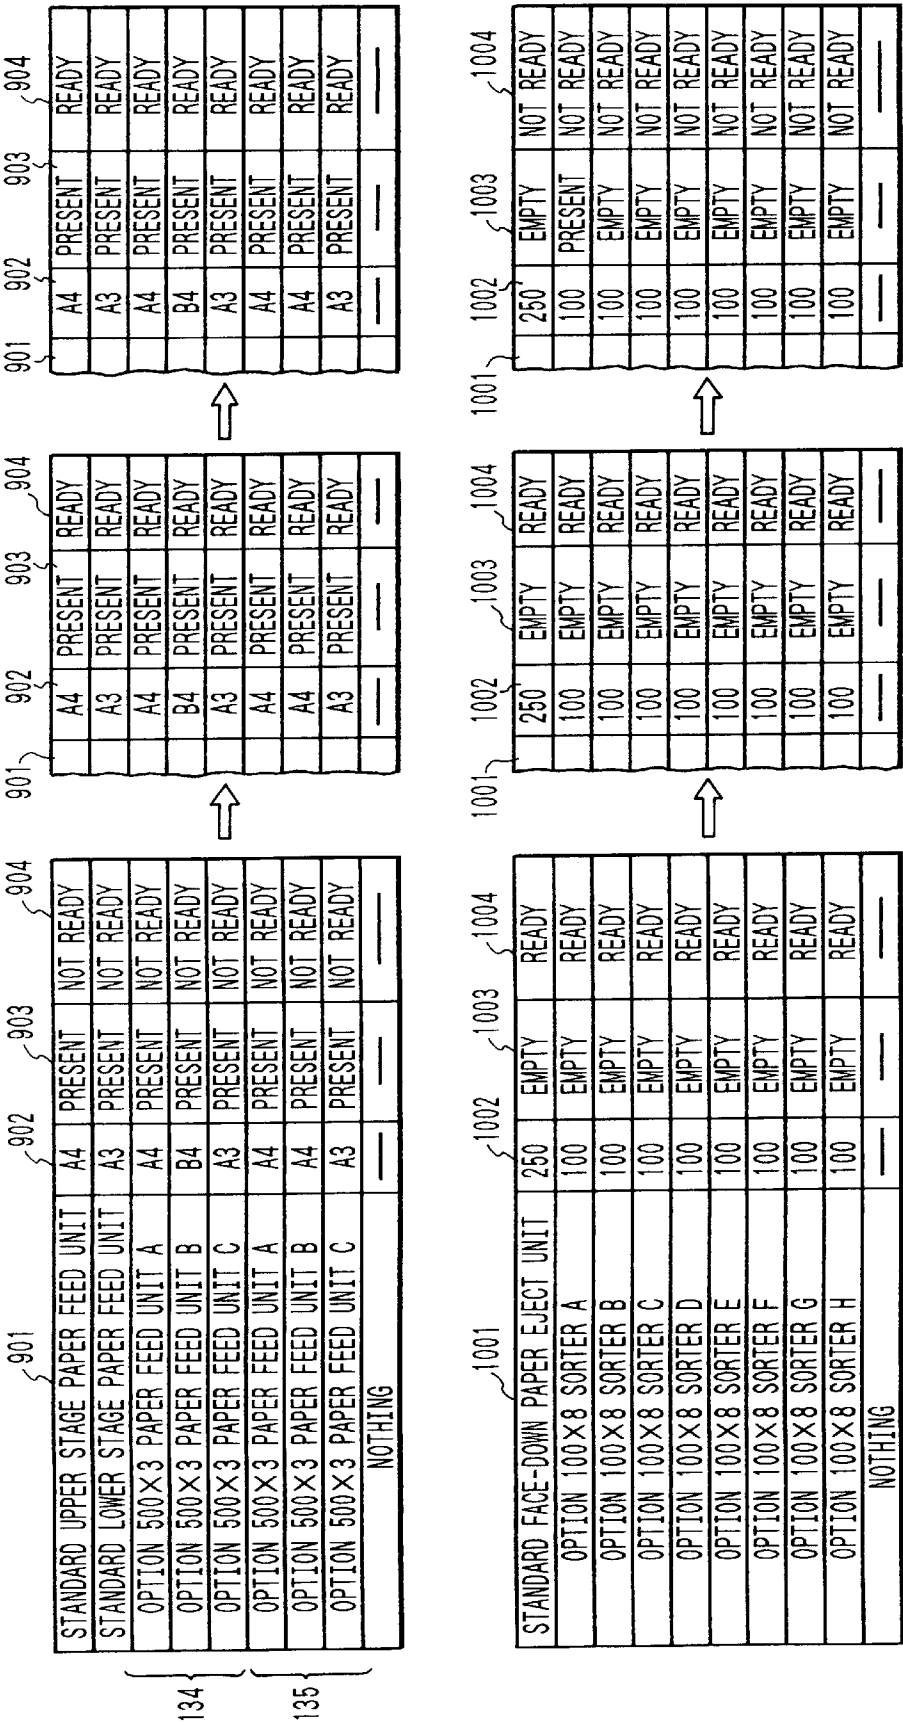 901 902 903 904 901 902 903 904 901 902 903 904
STANDARD UPPER STAGE PAPER FEED UNIT A4 PRESENT NOT READY A4 PRESENT READY A4 PRESENT READY
STANDARD LOWER STAGE PAPER FEED UNIT A3 PRESENT NOT READY A3 PRESENT READY A3 PRESENT READY
OPTION 500×3 PAPER FEED UNIT A A4 PRESENT NOT READY A4 PRESENT READY A4 PRESENT READY
134 OPTION 500×3 PAPER FEED UNIT B B4 PRESENT NOT READY B4 PRESENT READY B4 PRESENT READY
OPTION 500×3 PAPER FEED UNIT C A3 PRESENT NOT READY A3 PRESENT READY A3 PRESENT READY
OPTION 500×3 PAPER FEED UNIT A A4 PRESENT NOT READY A4 PRESENT READY A4 PRESENT READY
135 OPTION 500×3 PAPER FEED UNIT B A4 PRESENT NOT READY A4 PRESENT READY A4 PRESENT READY
OPTION 500×3 PAPER FEED UNIT C A3 PRESENT NOT READY A3 PRESENT READY A3 PRESENT READY
NOTHING — — — — — — — — —
1001 1002 1003 1004 1001 1002 1003 1004 1001 1002 1003 1004
STANDARD FACE-DOWN PAPER EJECT UNIT 250 EMPTY READY 250 EMPTY READY 250 EMPTY NOT READY
OPTION 100×8 SORTER A 100 EMPTY READY 100 EMPTY READY 100 PRESENT NOT READY
OPTION 100×8 SORTER B 100 EMPTY READY 100 EMPTY READY 100 EMPTY NOT READY
OPTION 100×8 SORTER C 100 EMPTY READY 100 EMPTY READY 100 EMPTY NOT READY
OPTION 100×8 SORTER D 100 EMPTY READY 100 EMPTY READY 100 EMPTY NOT READY
OPTION 100×8 SORTER E 100 EMPTY READY 100 EMPTY READY 100 EMPTY NOT READY
OPTION 100×8 SORTER F 100 EMPTY READY 100 EMPTY READY 100 EMPTY NOT READY
OPTION 100×8 SORTER G 100 EMPTY READY 100 EMPTY READY 100 EMPTY NOT READY
OPTION 100×8 SORTER H 100 EMPTY READY 100 EMPTY READY 100 EMPTY NOT READY
NOTHING — — — — — — — — —